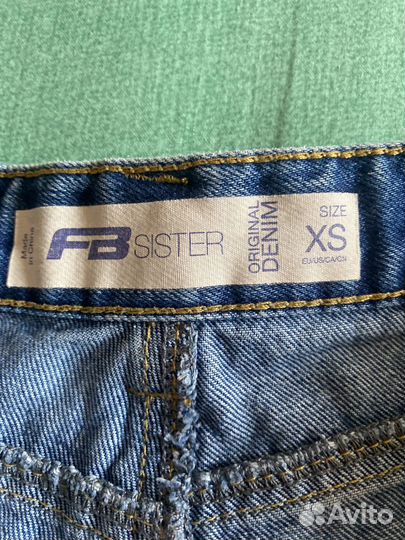 Made
in China
FB SISTER
ORIGINAL
DENIM
SIZE
XS
EU/US/CA/CN
Avito